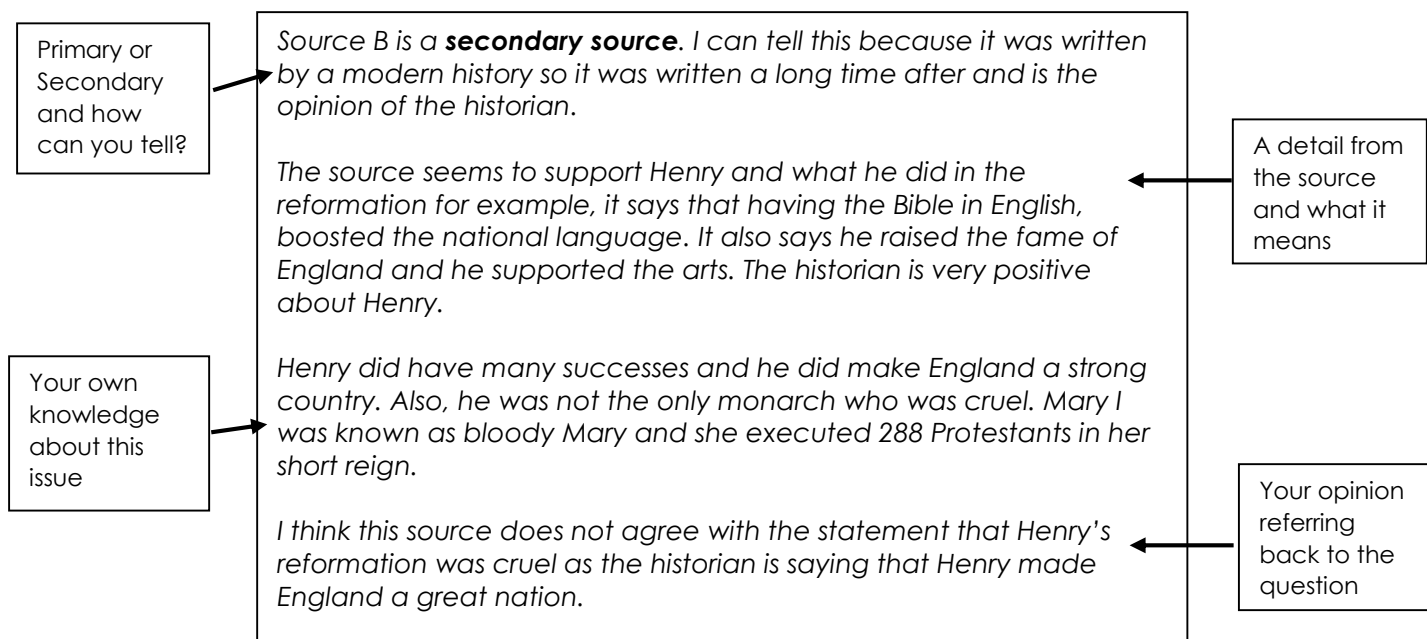 Primary or
Secondary
and how
can you tell?
Source B is a secondary source. I can tell this because it was written
by a modern history so it was written a long time after and is the
opinion of the historian.
The source seems to support Henry and what he did in the
reformation for example, it says that having the Bible in English,
boosted the national language. It also says he raised the fame of
England and he supported the arts. The historian is very positive
about Henry.
A detail from
the source
and what it
means
Your own
knowledge
about this
issue
Henry did have many successes and he did make England a strong
country. Also, he was not the only monarch who was cruel. Mary I
was known as bloody Mary and she executed 288 Protestants in her
short reign.
I think this source does not agree with the statement that Henry’s
reformation was cruel as the historian is saying that Henry made
England a great nation.
Your opinion
referring
back to the
question